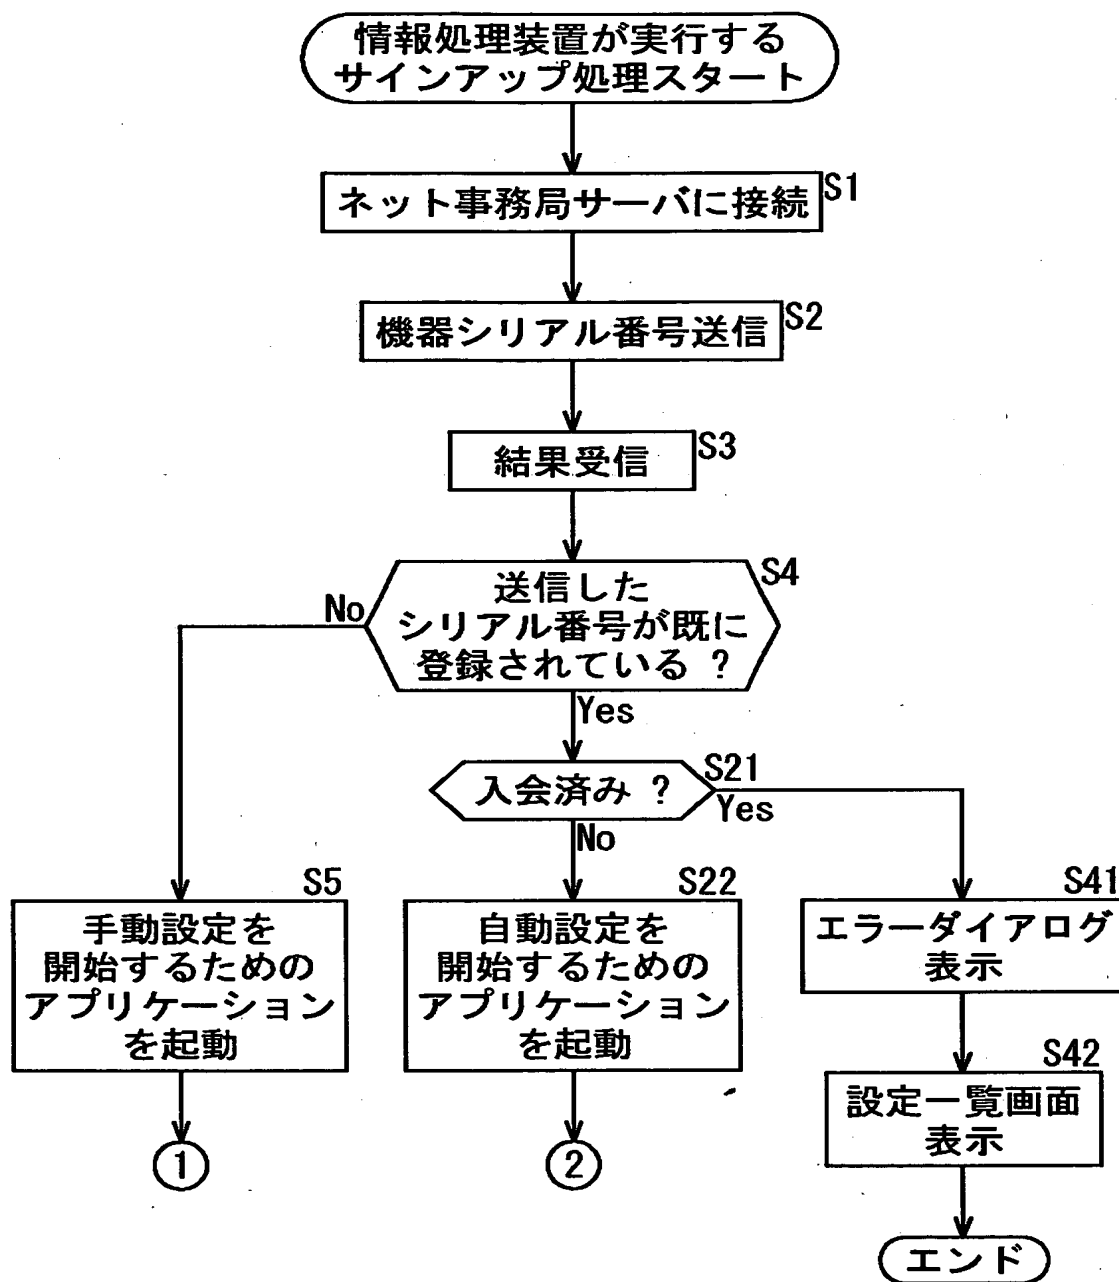 情報処理装置が実行する
サインアップ処理スタート
ネット事務局サーバに接続
S1
機器シリアル番号送信
S2
結果受信
S3
送信した
シリアル番号が既に
登録されている ?
S4
No
Yes
入会済み ?
S21
Yes
No
S5
手動設定を
開始するための
アプリケーション
を起動
1
S22
自動設定を
開始するための
アプリケーション
を起動
2
S41
エラーダイアログ
表示
S42
設定一覧画面
表示
エンド